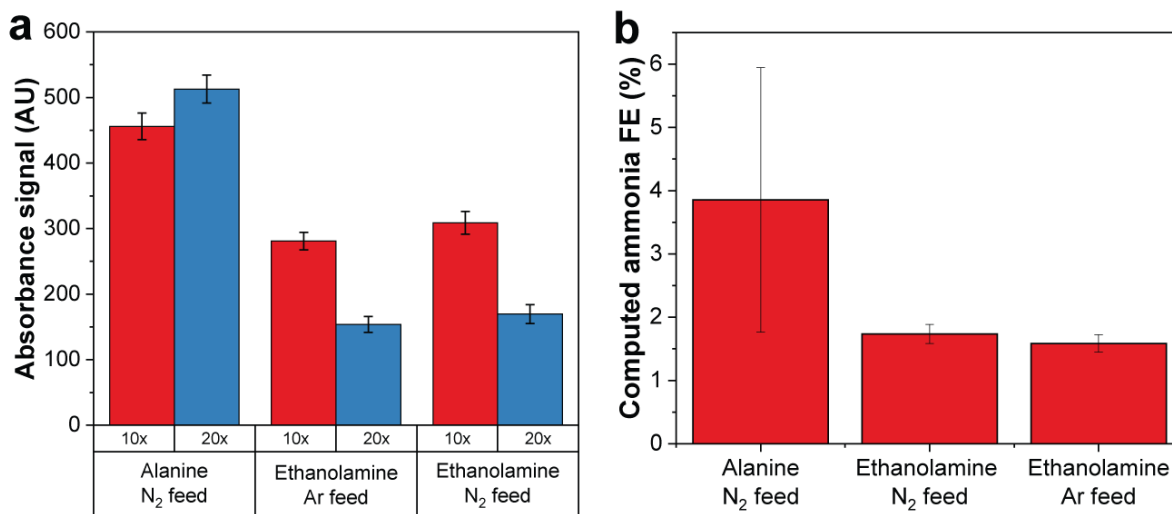 a
Absorbance signal (AU)
600
500
400
300
200
100
0
10x 20x 10x 20x 10x 20x
Alanine Ethanolamine Ethanolamine
N₂ feed Ar feed N₂ feed
b
Computed ammonia FE (%)
6
5
4
3
2
1
0
Alanine Ethanolamine Ethanolamine
N₂ feed N₂ feed Ar feed